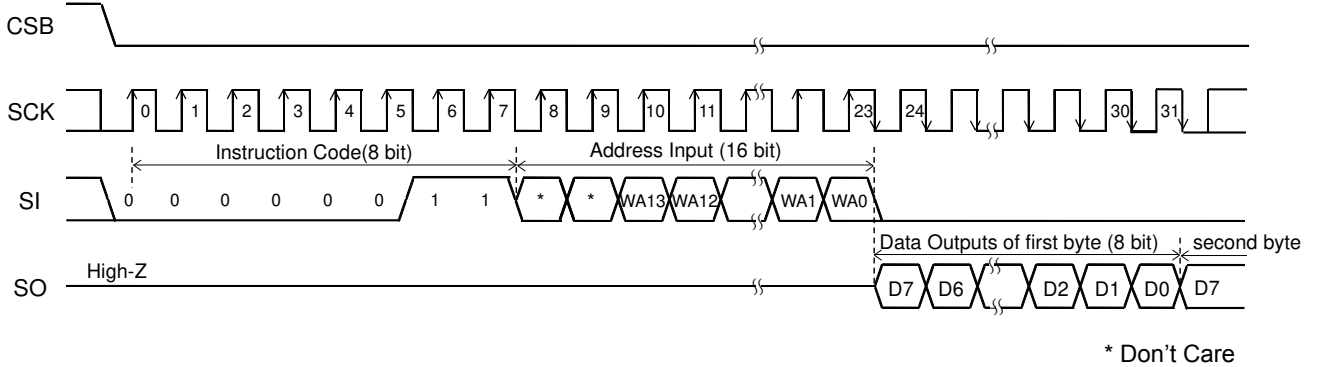 CSB
SCK 0 1 2 3 4 5 6 7 8 9 10 11 23 24 30 31
Instruction Code(8 bit) Address Input (16 bit)
SI 0 0 0 0 0 0 1 1 * * WA13 WA12 WA1 WA0
Data Outputs of first byte (8 bit) second byte
High-Z
SO D7 D6 D2 D1 D0 D7
* Don't Care